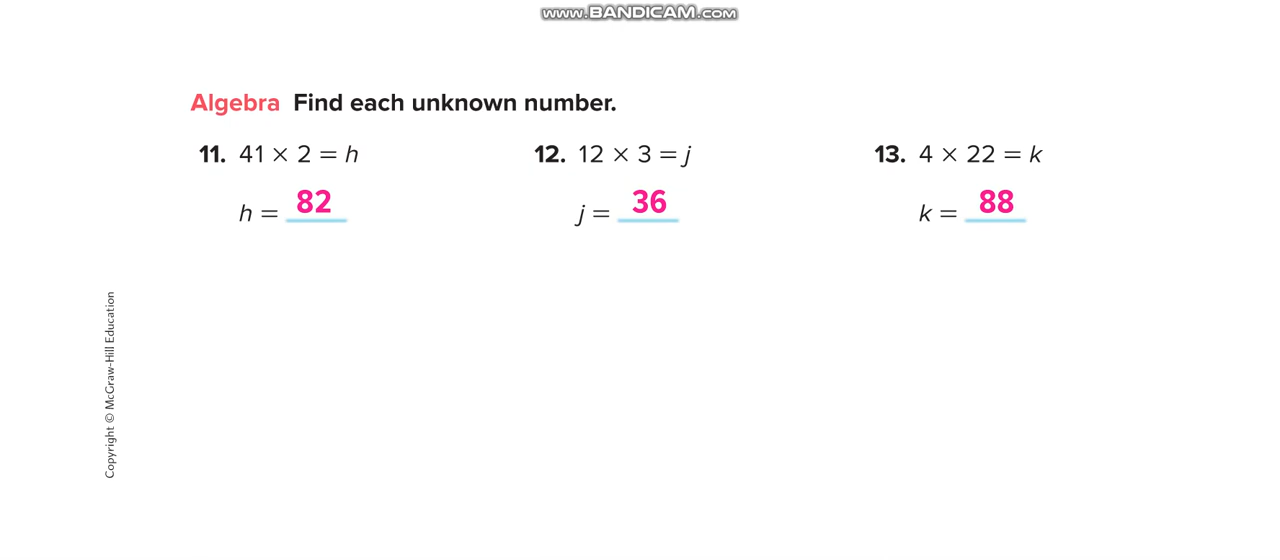 www.BANDICAM.com
Algebra Find each unknown number.
11. 41 × 2 = h
12. 12 × 3 = j
13. 4 × 22 = k
h = 82
j = 36
k = 88
Copyright © McGraw-Hill Education